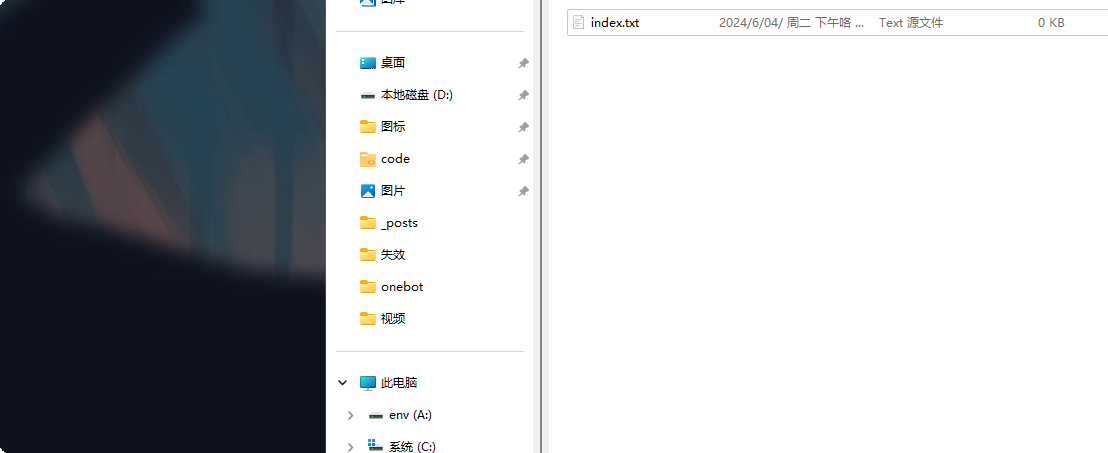 图库
桌面
本地磁盘 (D:)
图标
code
图片
_posts
失效
onebot
视频
此电脑
env (A:)
系统 (C:)
index.txt 2024/6/04/ 周二 下午咯 ... Text 源文件 0 KB